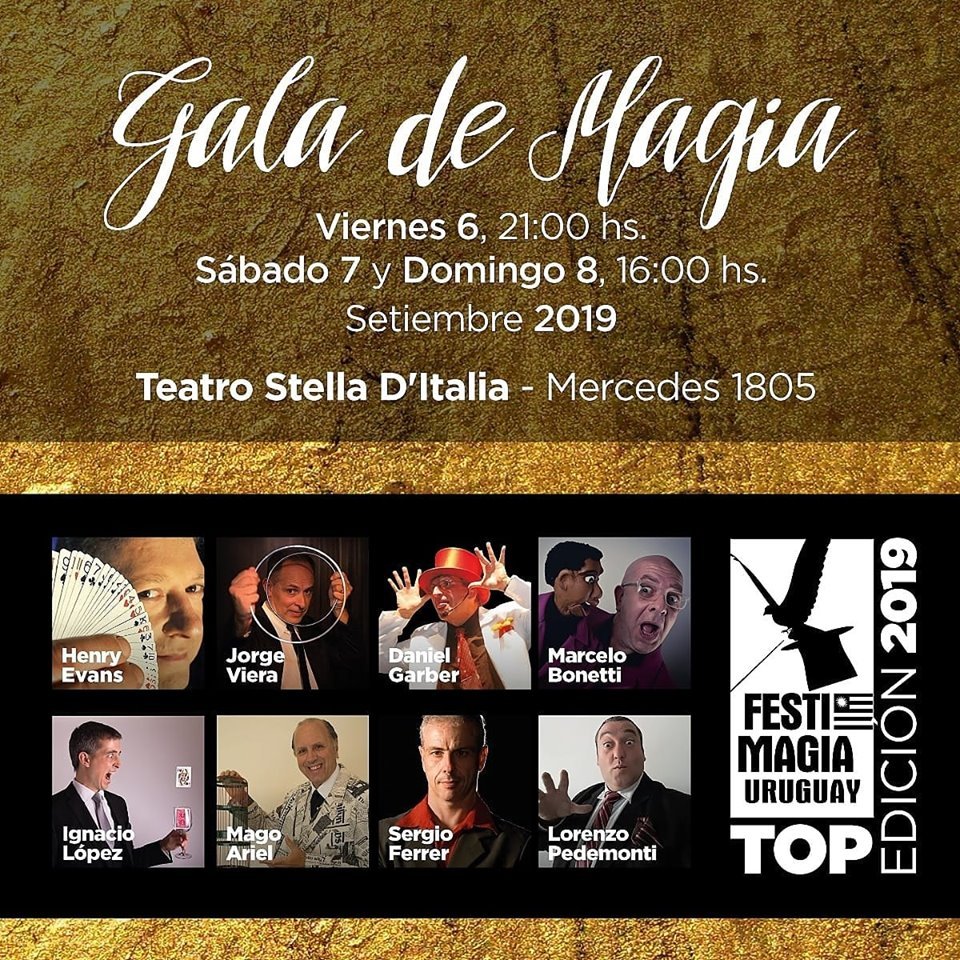 Gala de Magia
Viernes 6, 21:00 hs.
Sábado 7 y Domingo 8, 16:00 hs.
Setiembre 2019
Teatro Stella D'Italia - Mercedes 1805
Henry
Evans
Jorge
Viera
Daniel
Garber
Marcelo
Bonetti
Ignacio
López
Mago
Ariel
Sergio
Ferrer
Lorenzo
Pedemonti
FESTI
MAGIA
URUGUAY
TOP
EDICIÓN 2019